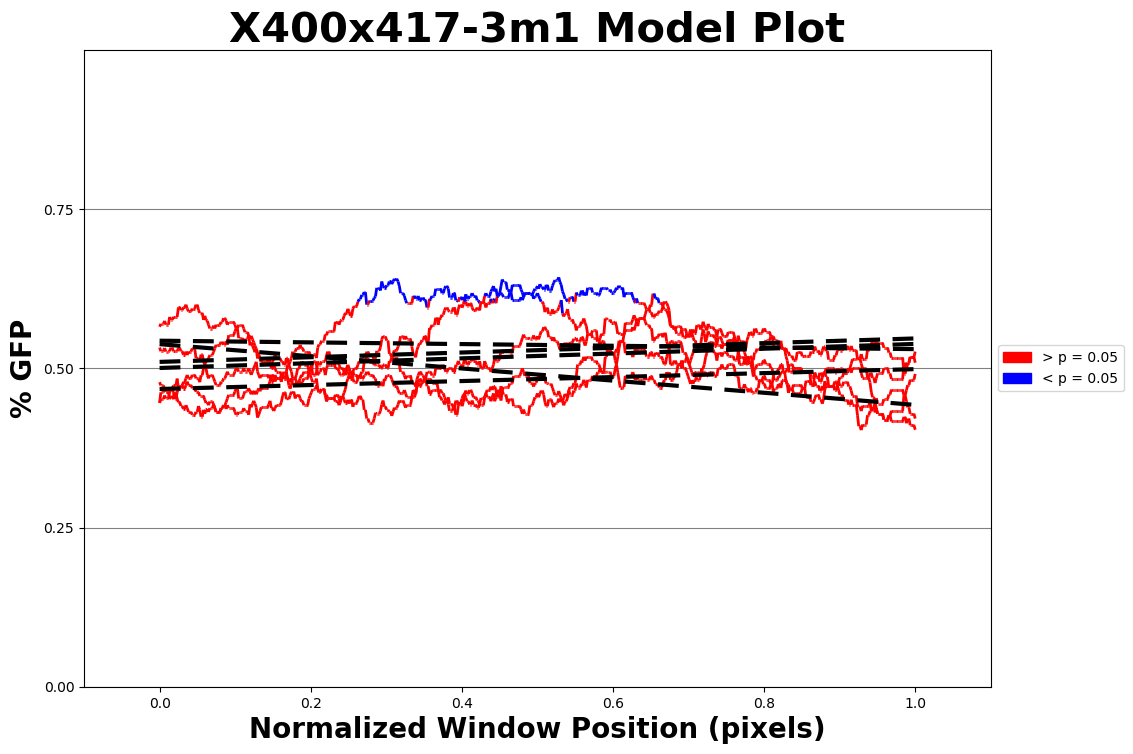 X400x417-3m1 Model Plot
% GFP
0.75
0.50
0.25
0.00
0.0 0.2 0.4 0.6 0.8 1.0
Normalized Window Position (pixels)
> p = 0.05
< p = 0.05